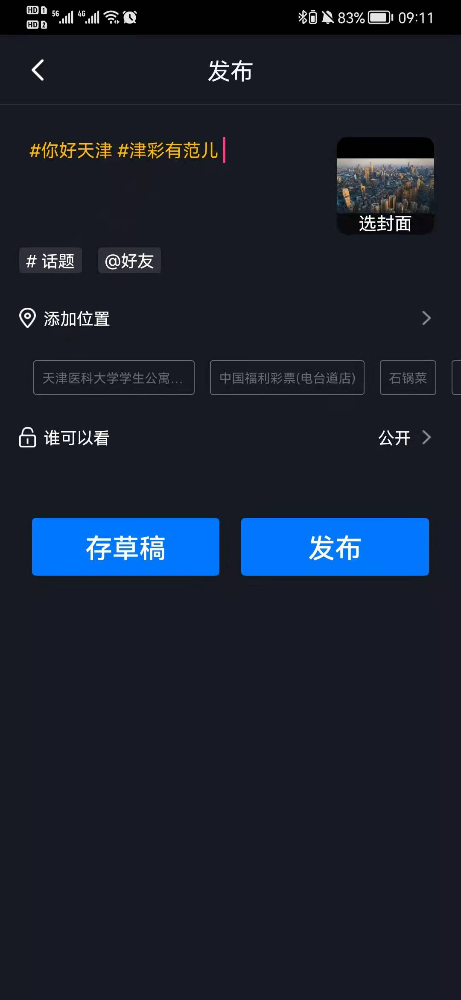 HD 1 5G 4G 83% 09:11
HD 2
发布
#你好天津 #津彩有范儿
选封面
# 话题 @好友
添加位置
天津医科大学学生公寓... 中国福利彩票(电台道店) 石锅菜
谁可以看 公开
存草稿 发布